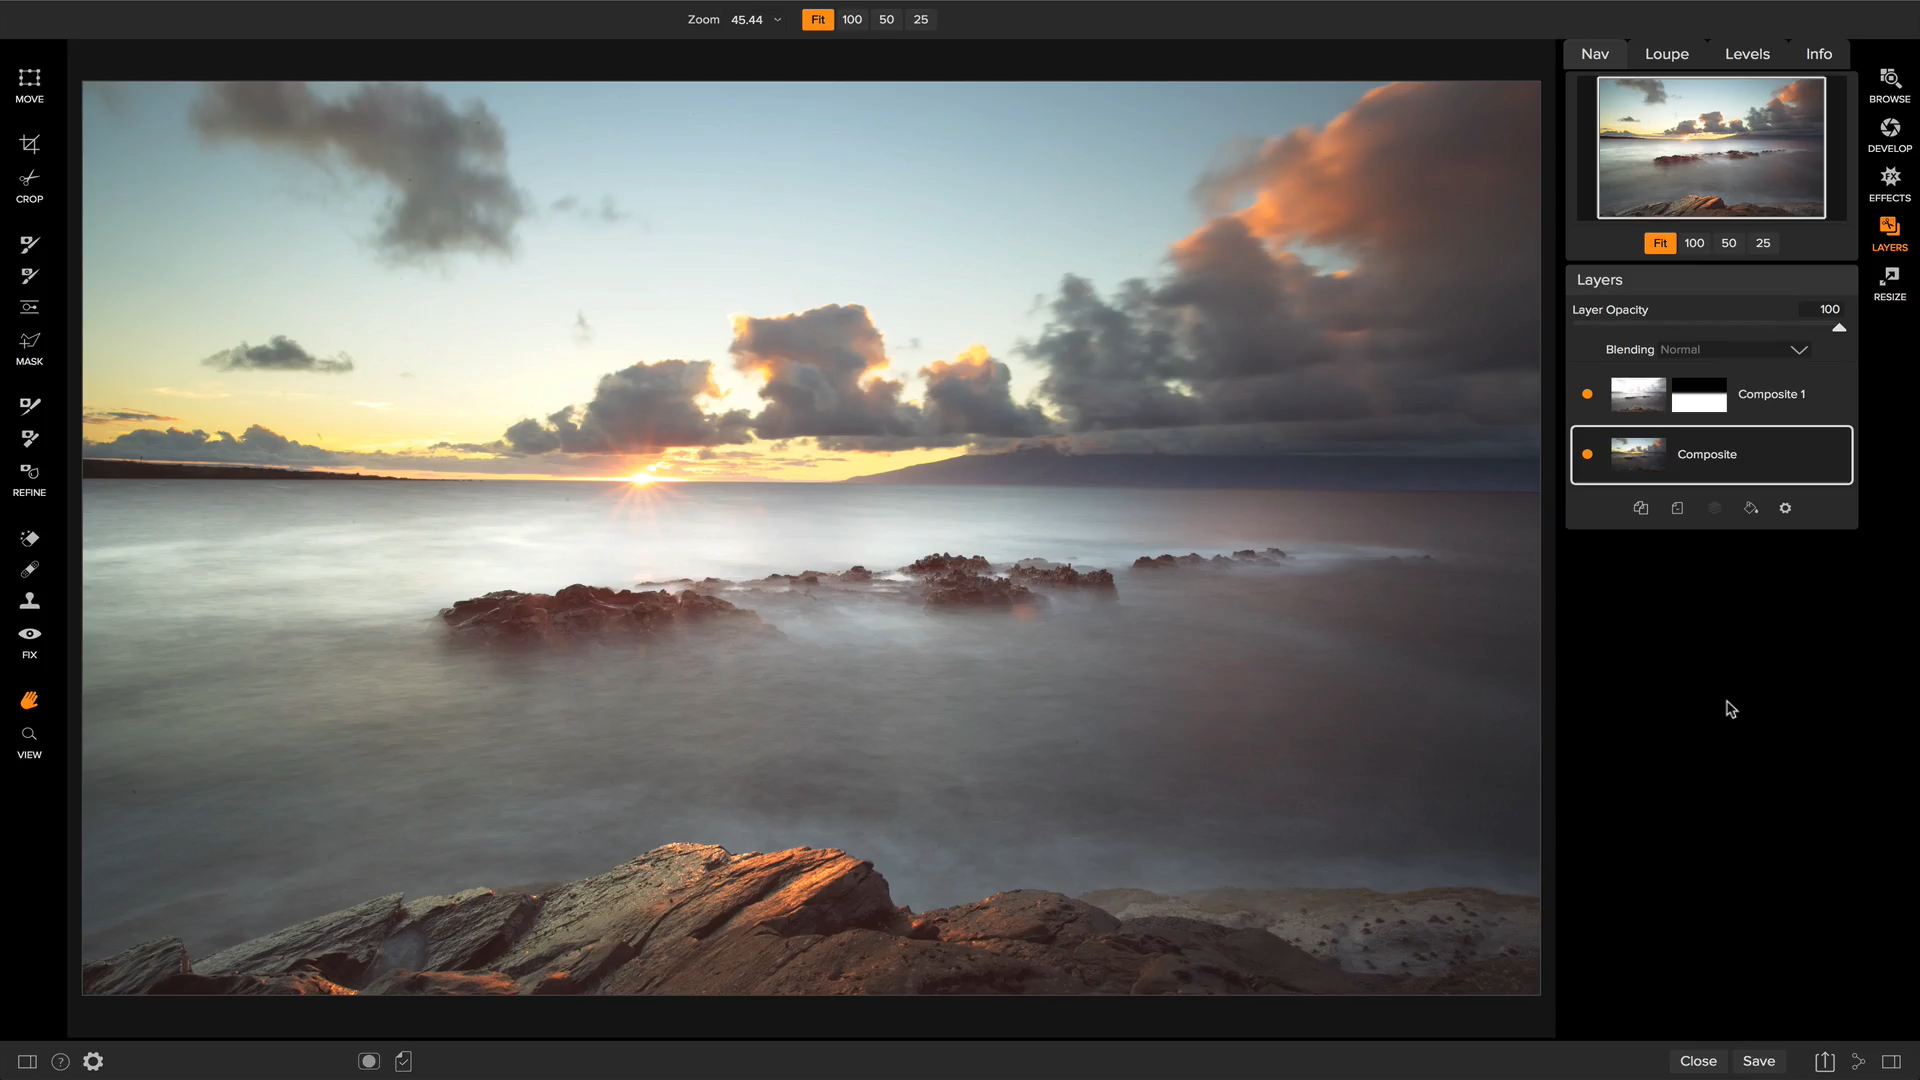 Zoom 45.44 Fit 100 50 25
MOVE
CROP
MASK
REFINE
FIX
VIEW
Nav Loupe Levels Info
Fit 100 50 25
Layers
Layer Opacity 100
Blending Normal
Composite 1
Composite
BROWSE
DEVELOP
FX
EFFECTS
LAYERS
RESIZE
?
Close Save